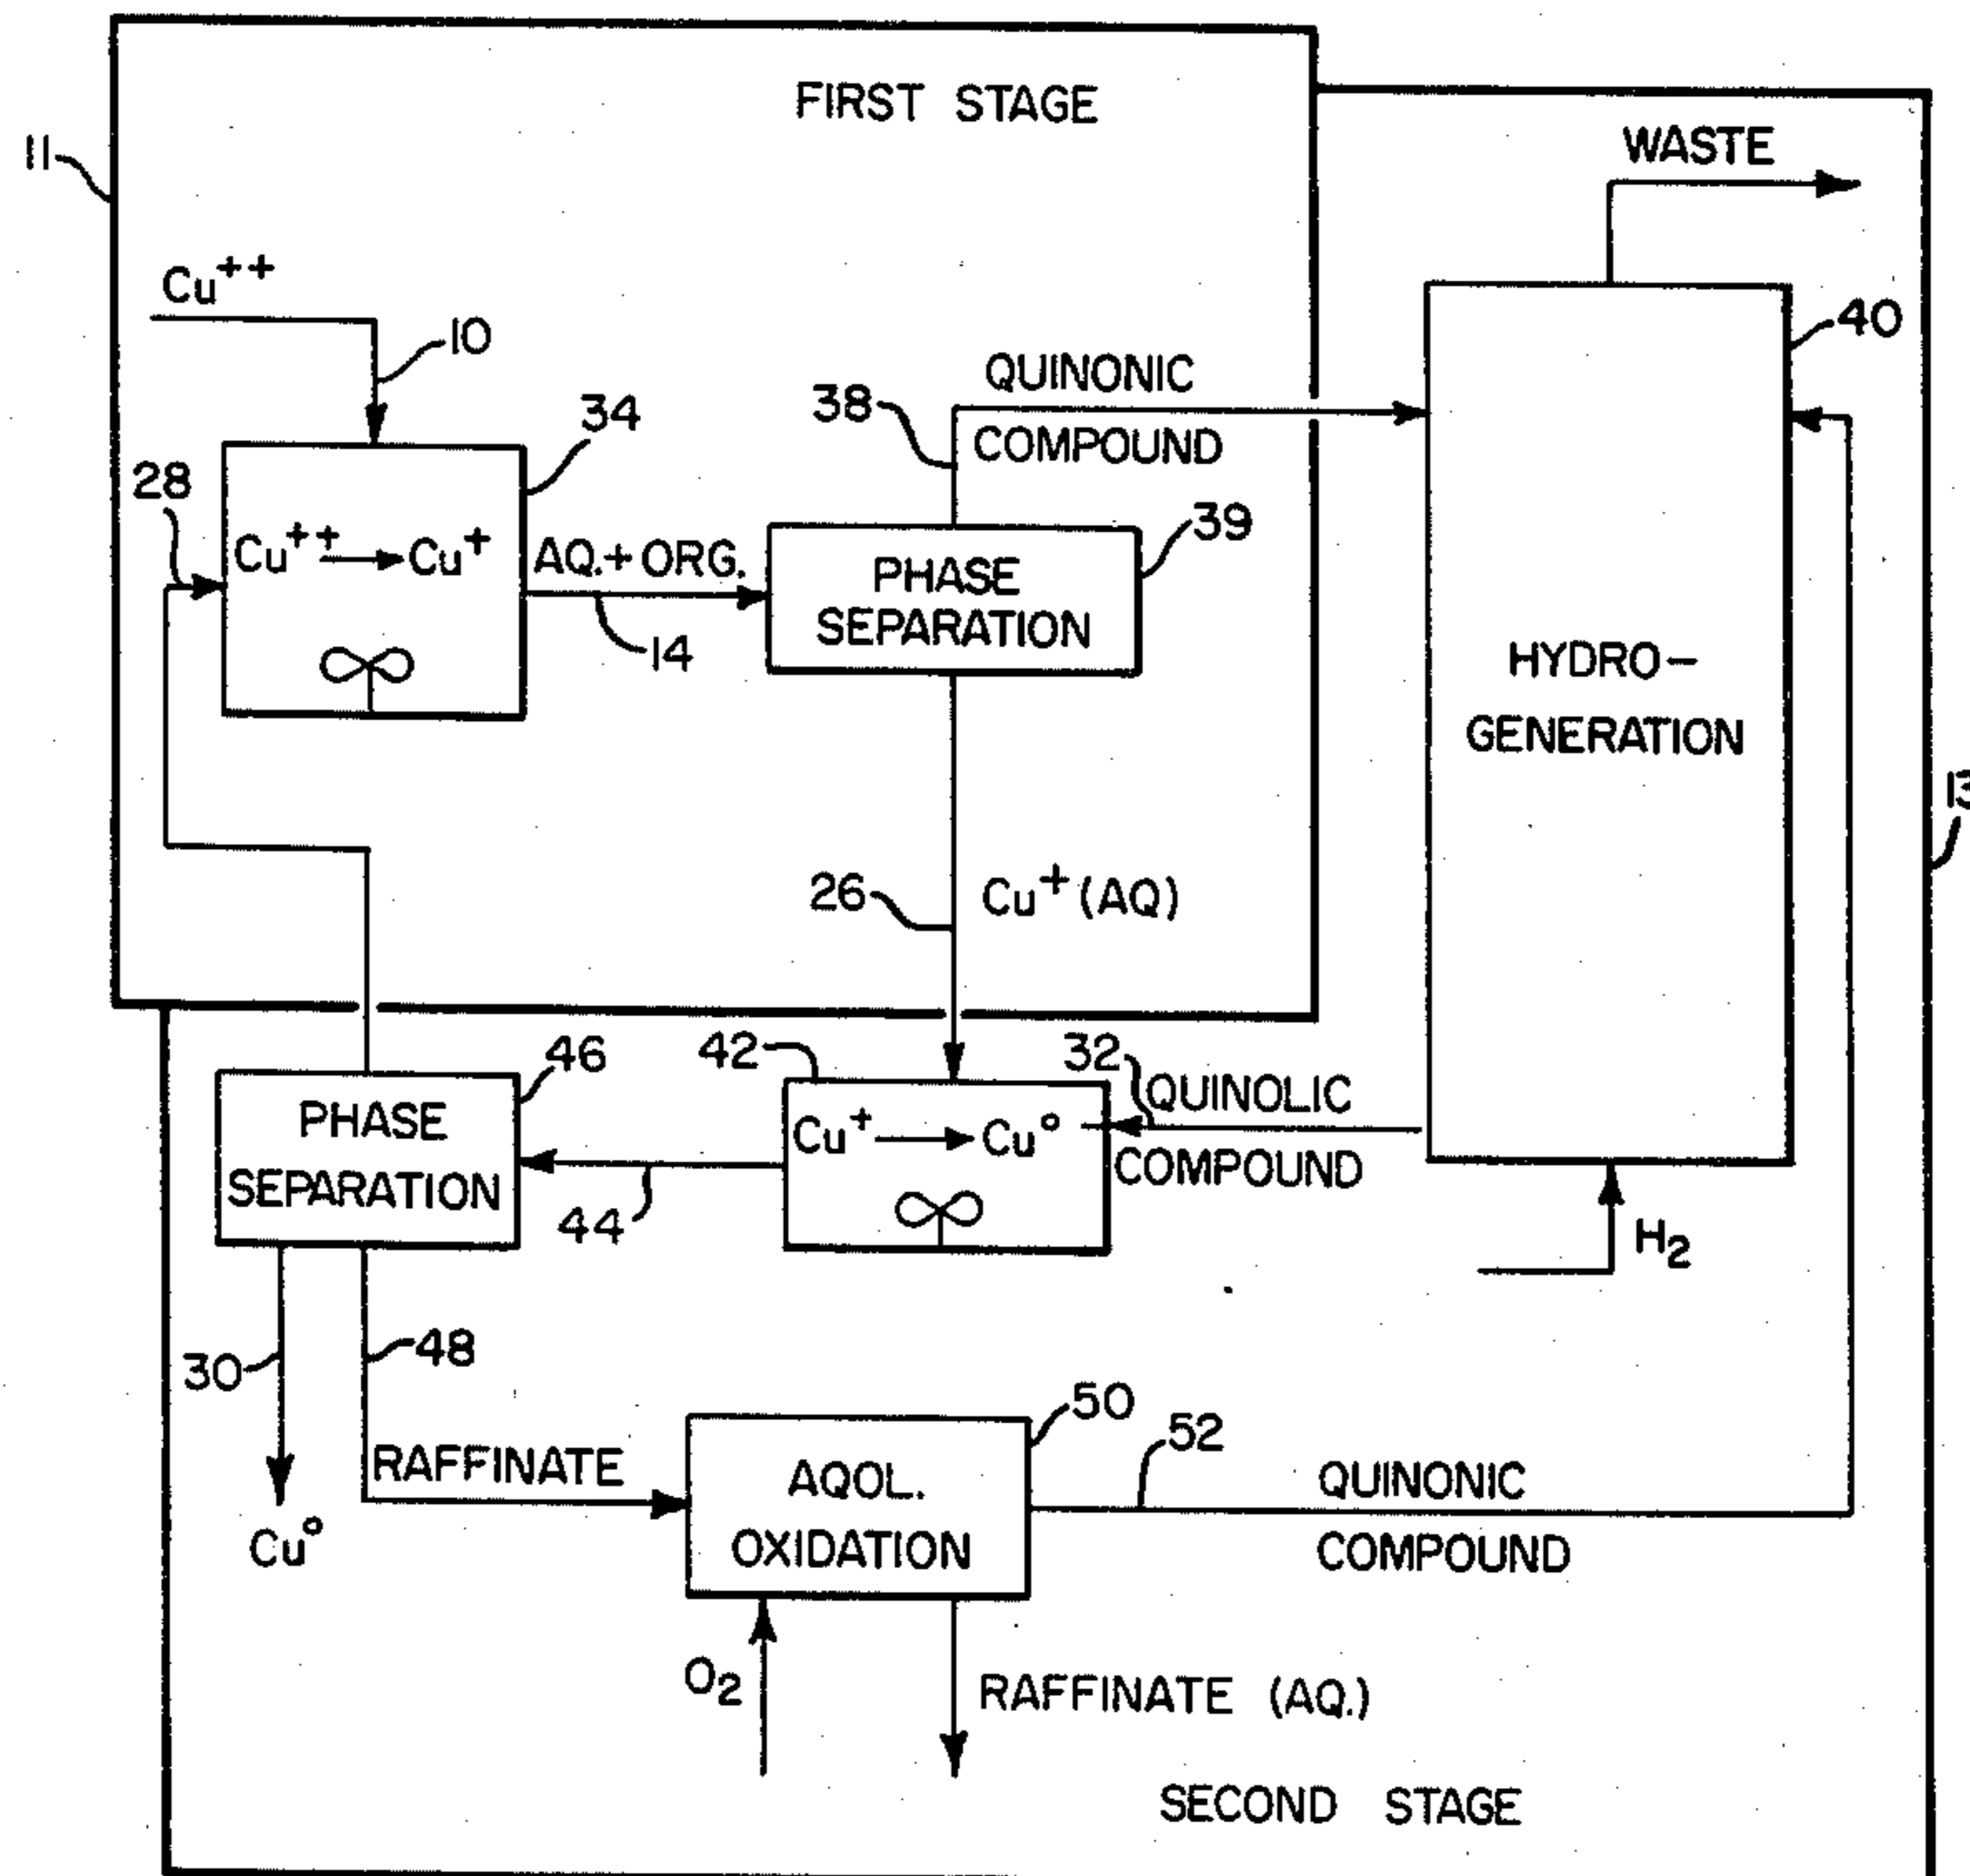 FIRST STAGE
WASTE
11
Cu++
10
40
QUINONIC
COMPOUND
38
34
28
39
Cu++ → Cu+
AQ.+ ORG.
14
PHASE
SEPARATION
HYDRO-
GENERATION
13
26
Cu+ (AQ)
46
42
32
PHASE
SEPARATION
Cu+ → Cu°
QUINOLIC
COMPOUND
44
H2
30
48
50
52
RAFFINATE
AQOL.
OXIDATION
QUINONIC
COMPOUND
Cu°
O2
RAFFINATE (AQ.)
SECOND STAGE